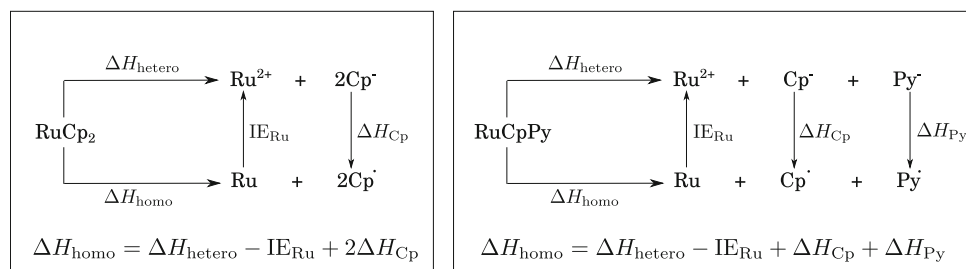 ΔH_hetero
Ru²⁺ + 2Cp⁻
RuCp₂
IE_Ru
ΔH_Cp
Ru + 2Cp˙
ΔH_homo
ΔH_homo = ΔH_hetero − IE_Ru + 2ΔH_Cp
ΔH_hetero
Ru²⁺ + Cp⁻ + Py⁻
RuCpPy
IE_Ru
ΔH_Cp
ΔH_Py
Ru + Cp˙ + Py˙
ΔH_homo
ΔH_homo = ΔH_hetero − IE_Ru + ΔH_Cp + ΔH_Py